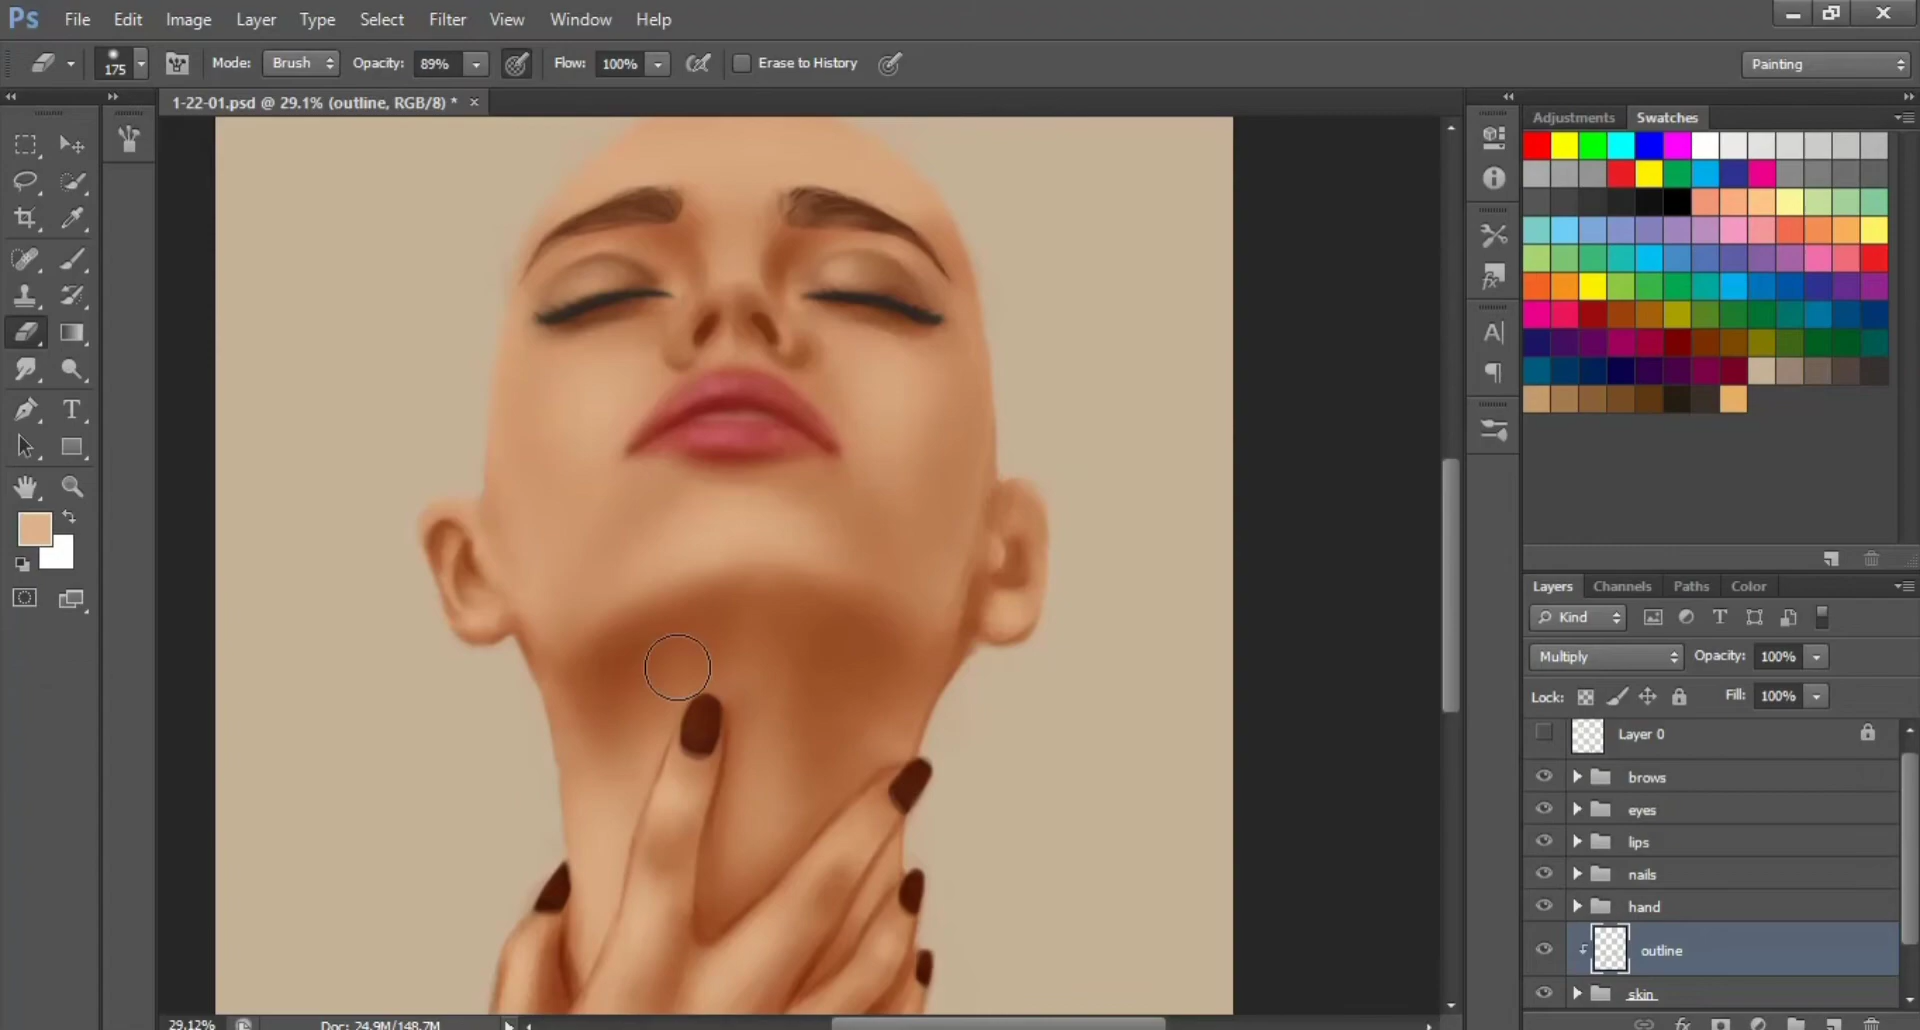 Ps File Edit Image Layer Type Select Filter View Window Help
175 Mode: Brush Opacity: 89% Flow: 100% Erase to History Painting
1-22-01.psd @ 29.1% (outline, RGB/8) *
Adjustments Swatches
Layers Channels Paths Color
Kind
Multiply Opacity: 100%
Lock: Fill: 100%
Layer 0
brows
eyes
lips
nails
hand
outline
skin
29.12% Doc: 24.9M/148.7M